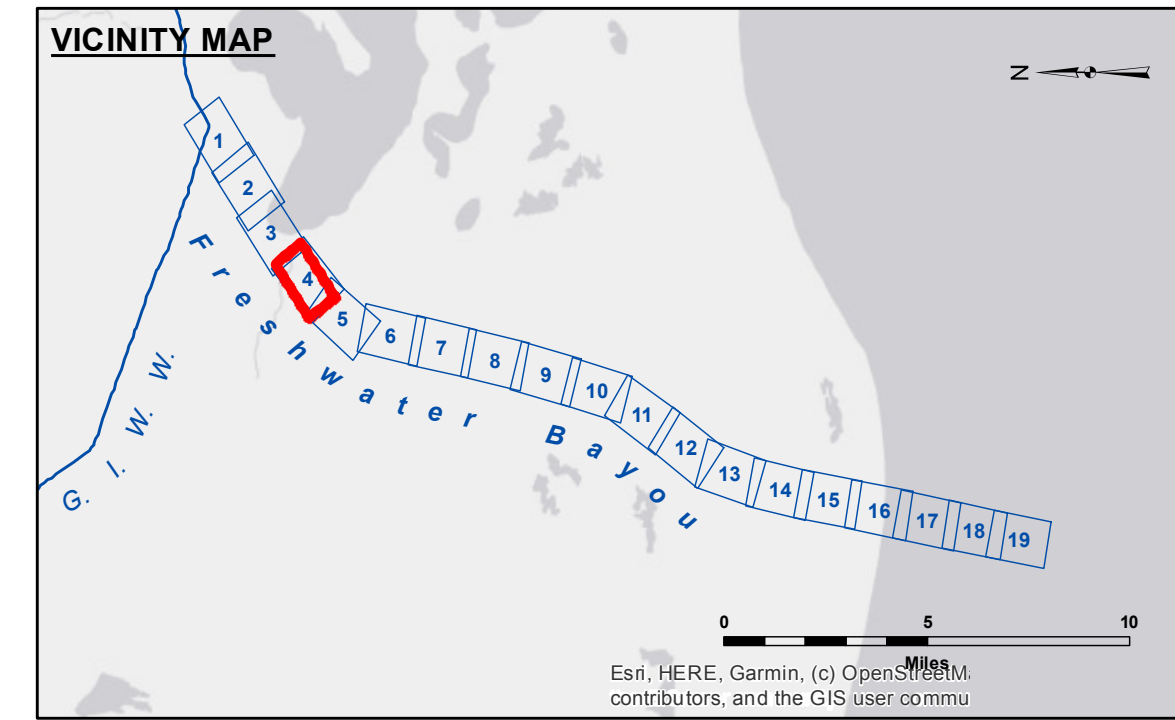 VICINITY MAP
N
1
2
3
4
5
6
7
8
9
10
11
12
13
14
15
16
17
18
19
Freshwater Bayou
G. I. W. W.
0 5 10
Miles
Esri, HERE, Garmin, (c) OpenStreetM
contributors, and the GIS user commu